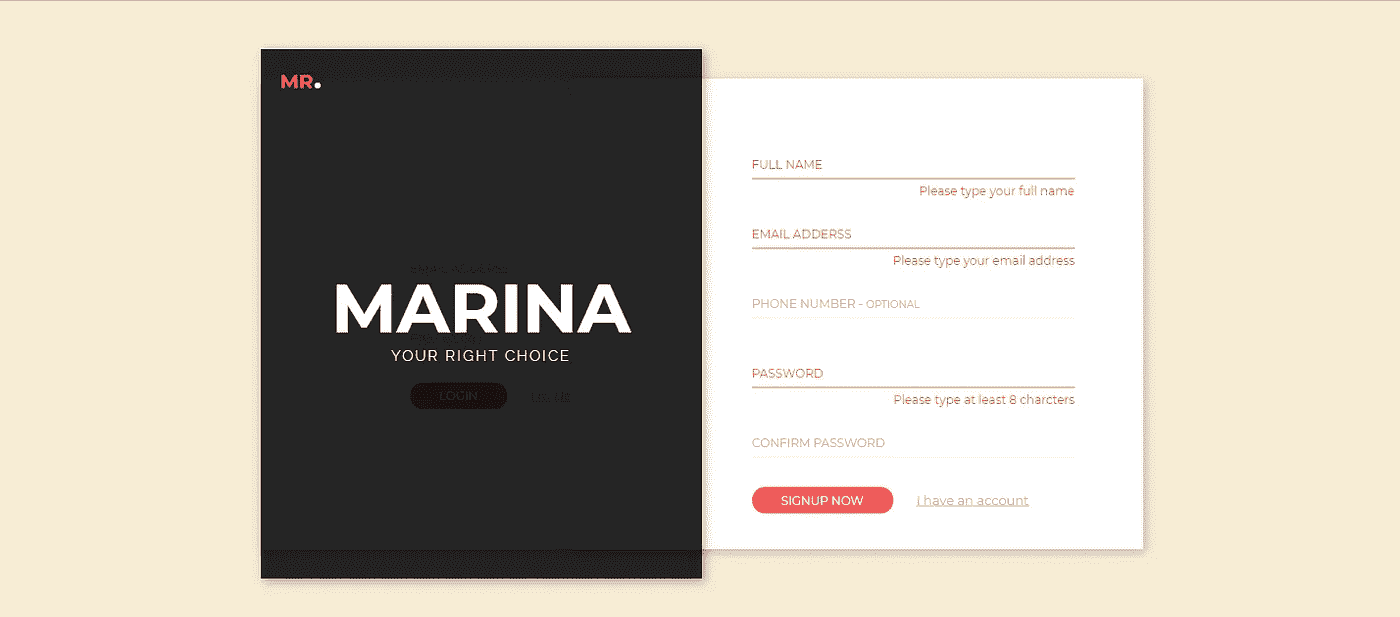 MR.
MARINA
YOUR RIGHT CHOICE
LOGIN
FULL NAME
Please type your full name
EMAIL ADDERSS
Please type your email address
PHONE NUMBER - OPTIONAL
PASSWORD
Please type at least 8 charcters
CONFIRM PASSWORD
SIGNUP NOW
I have an account